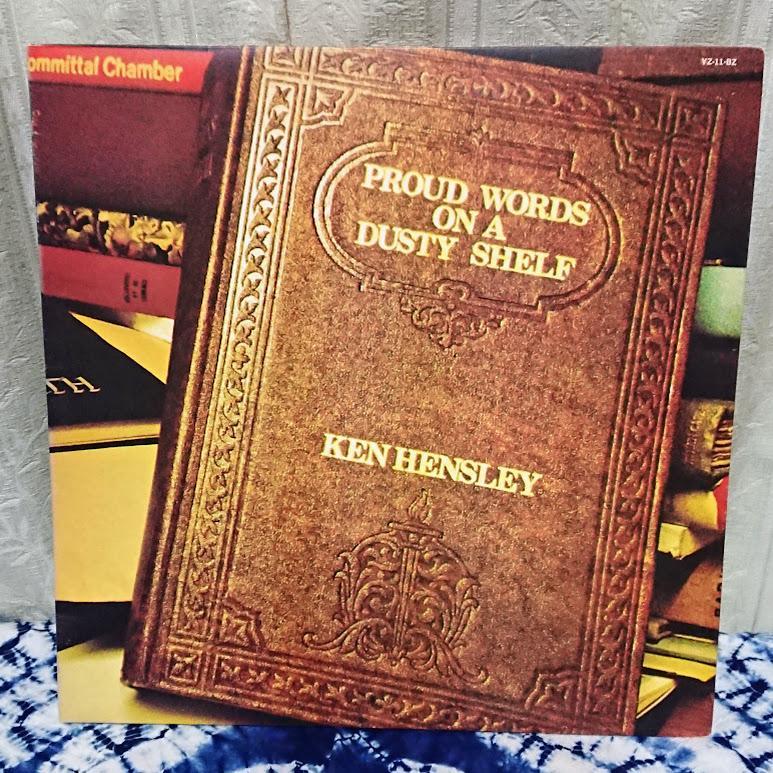 ommittal Chamber
YZ-11-BZ
PROUD WORDS
ON A
DUSTY SHELF
KEN HENSLEY